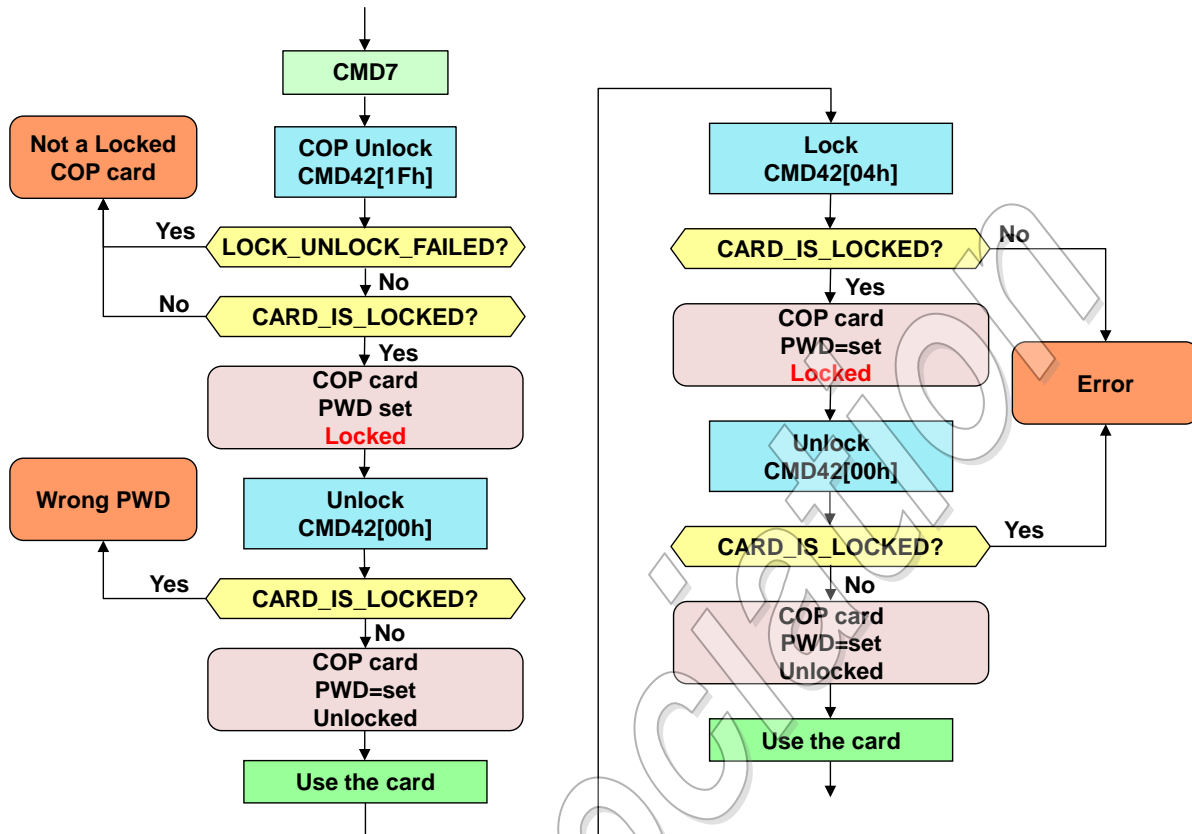 CMD7
COP Unlock
CMD42[1Fh]
Not a Locked
COP card
Yes
LOCK_UNLOCK_FAILED?
No
No
CARD_IS_LOCKED?
Yes
COP card
PWD set
Locked
Wrong PWD
Unlock
CMD42[00h]
Yes
CARD_IS_LOCKED?
No
COP card
PWD=set
Unlocked
Use the card
Lock
CMD42[04h]
CARD_IS_LOCKED?
No
Yes
COP card
PWD=set
Locked
Error
Unlock
CMD42[00h]
CARD_IS_LOCKED?
Yes
No
COP card
PWD=set
Unlocked
Use the card
ociation